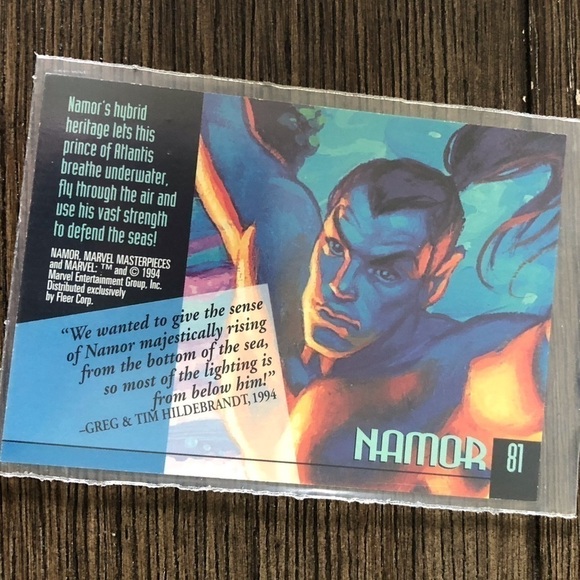 Namor's hybrid
heritage lets this
prince of Atlantis
breathe underwater,
fly through the air and
use his vast strength
to defend the seas!
NAMOR, MARVEL MASTERPIECES
and MARVEL: TM and © 1994
Marvel Entertainment Group, Inc.
Distributed exclusively
by Fleer Corp.
“We wanted to give the sense
of Namor majestically rising
from the bottom of the sea,
so most of the lighting is
from below him!”
–GREG & TIM HILDEBRANDT, 1994
NAMOR
81